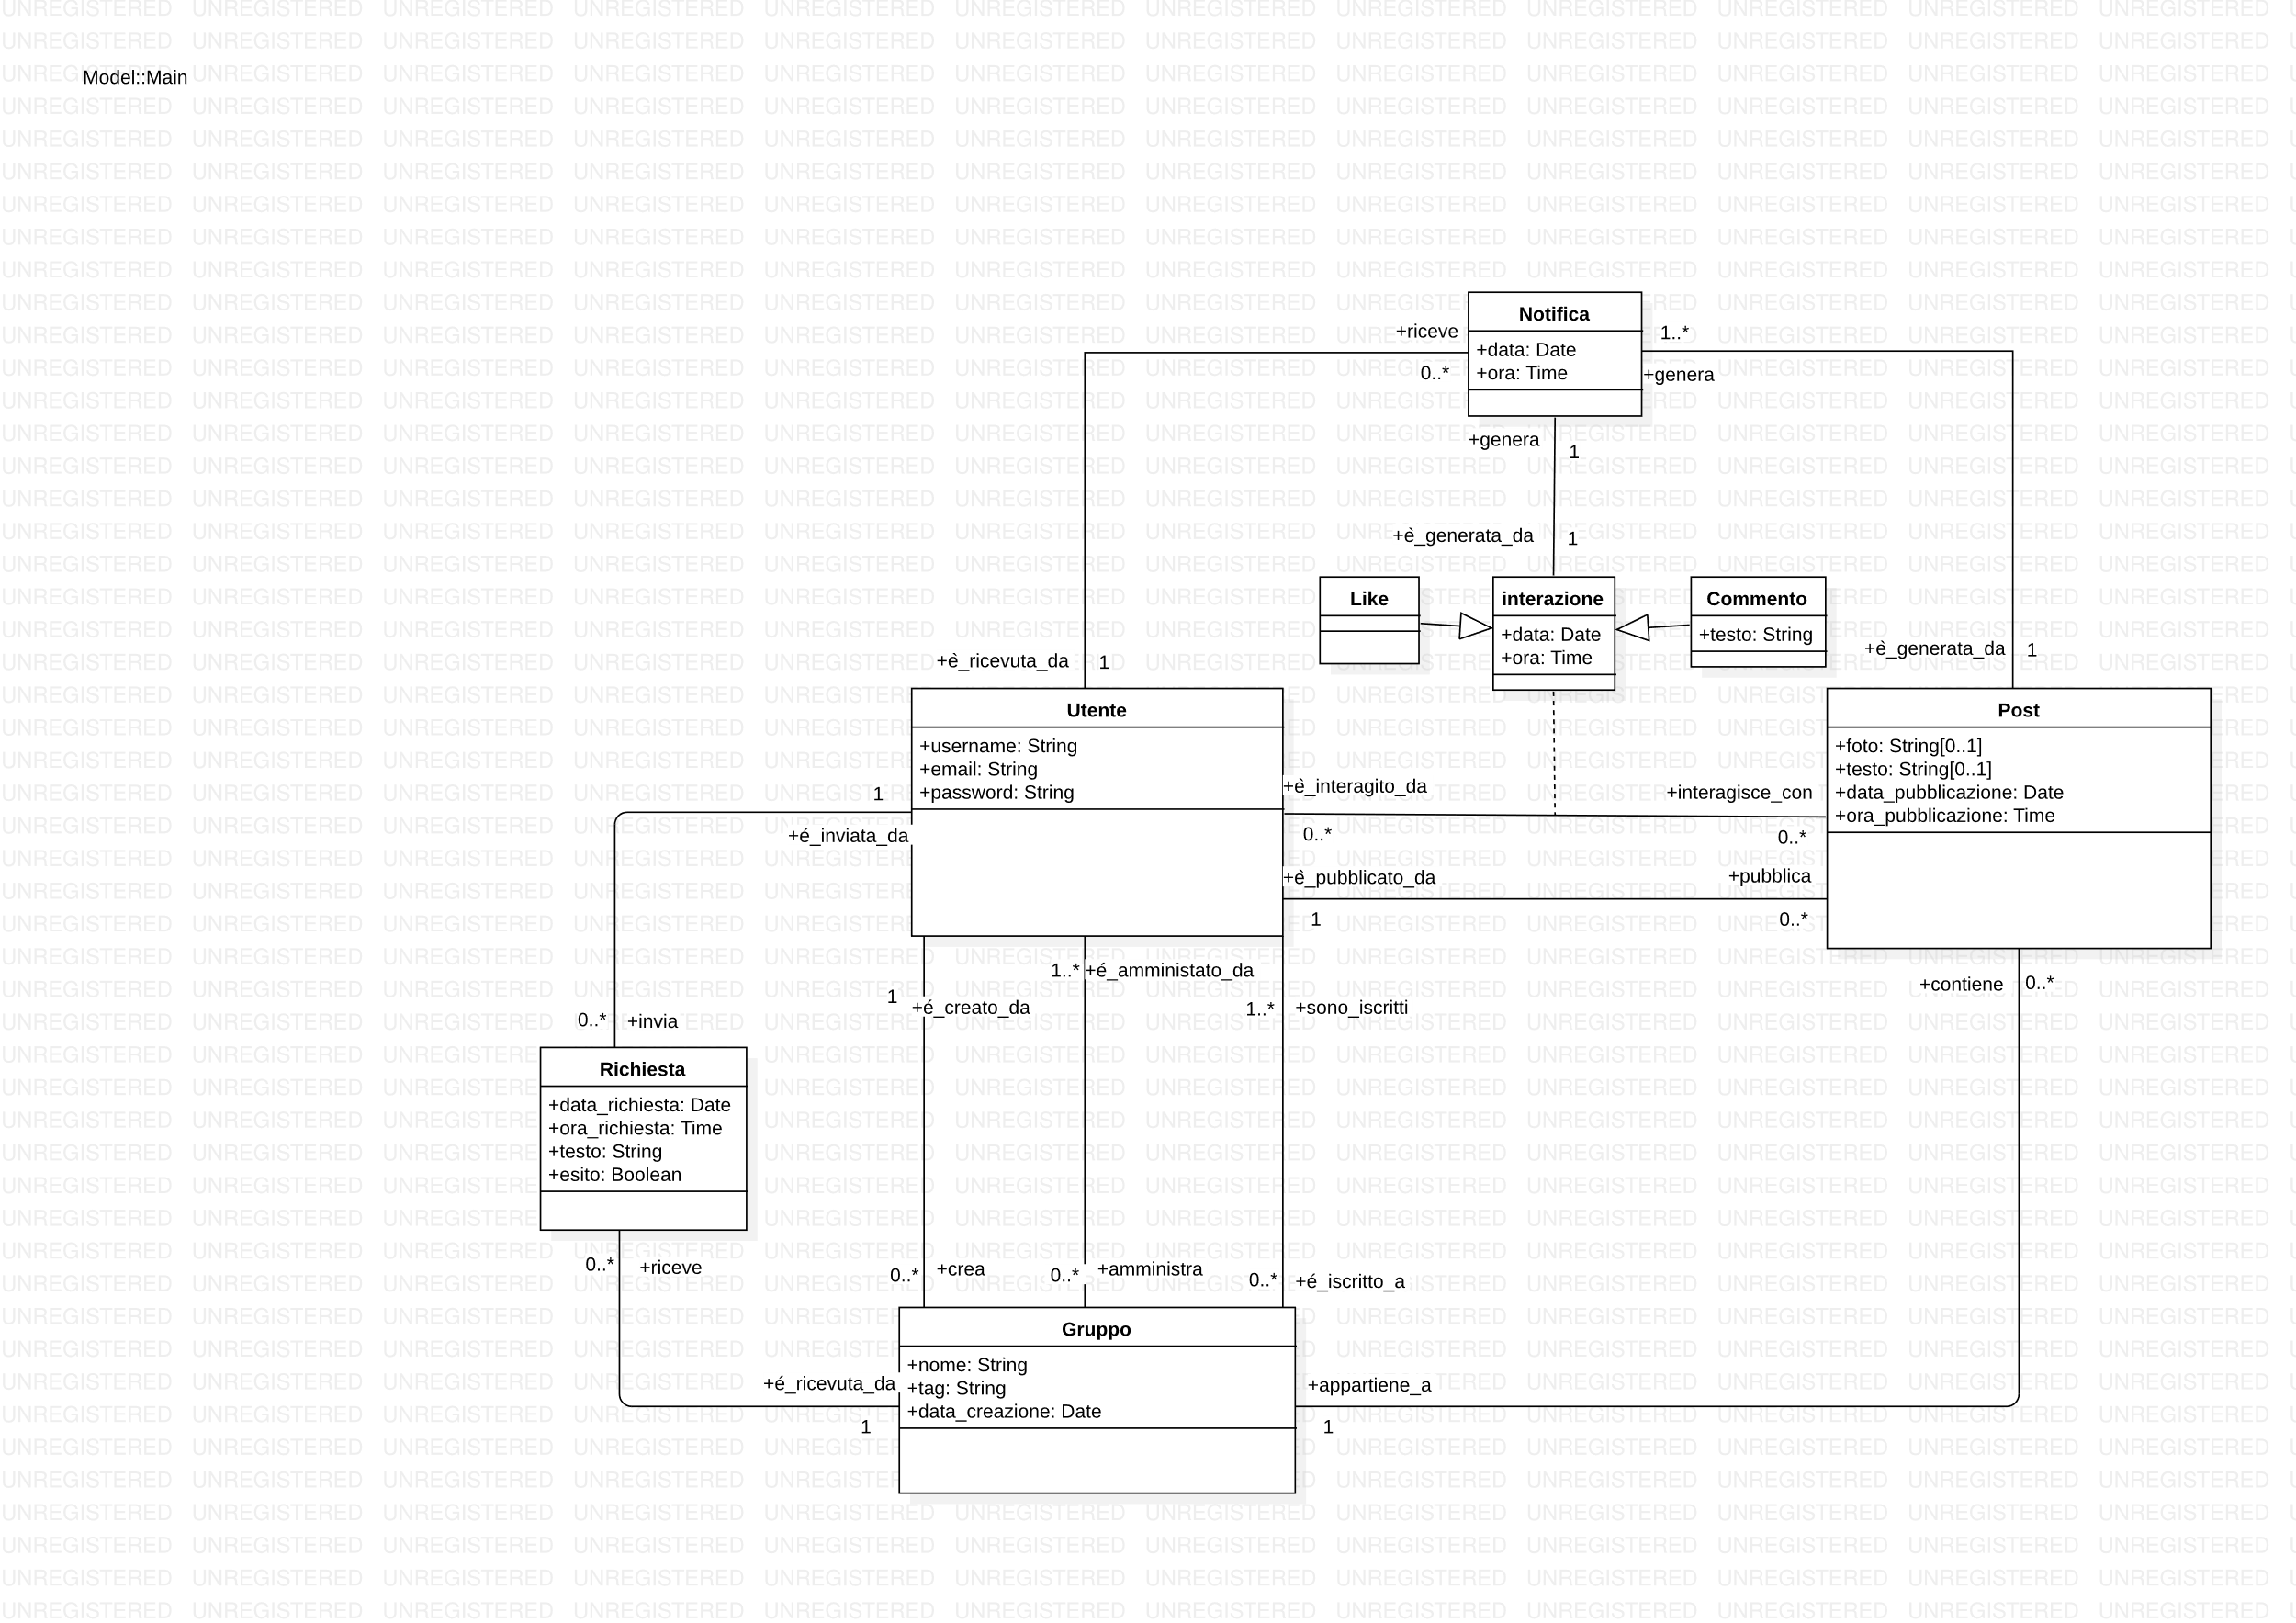 Model::Main
Notifica
+data: Date
+ora: Time
+riceve
0..*
1..*
+genera
+genera
1
+è_generata_da
1
Like
interazione
+data: Date
+ora: Time
Commento
+testo: String
+è_ricevuta_da
1
+è_generata_da
1
Utente
+username: String
+email: String
+password: String
Post
+foto: String[0..1]
+testo: String[0..1]
+data_pubblicazione: Date
+ora_pubblicazione: Time
1
+é_inviata_da
+è_interagito_da
0..*
+interagisce_con
0..*
+è_pubblicato_da
1
+pubblica
0..*
1
+é_creato_da
1..*
+é_amministato_da
1..*
+sono_iscritti
+contiene
0..*
0..*
+invia
Richiesta
+data_richiesta: Date
+ora_richiesta: Time
+testo: String
+esito: Boolean
0..*
+riceve
0..*
+crea
0..*
+amministra
0..*
+é_iscritto_a
Gruppo
+nome: String
+tag: String
+data_creazione: Date
+é_ricevuta_da
1
+appartiene_a
1
UNREGISTERED